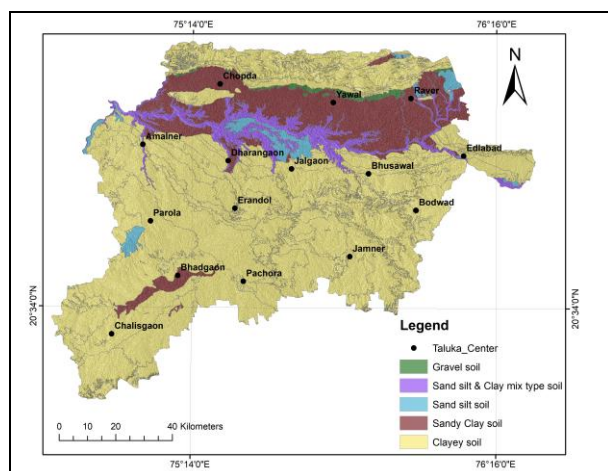 75°14'0"E
76°16'0"E
N
Chopda
Yawal
Raver
Amalner
Dharangaon
Jalgaon
Bhusawal
Edlabad
Erandol
Bodwad
Parola
Jamner
Bhadgaon
Pachora
20°34'0"N
20°34'0"N
Chalisgaon
Legend
Taluka_Center
Gravel soil
Sand silt & Clay mix type soil
Sand silt soil
Sandy Clay soil
Clayey soil
0 5 10 20 30 40 Kilometers
75°14'0"E
76°16'0"E